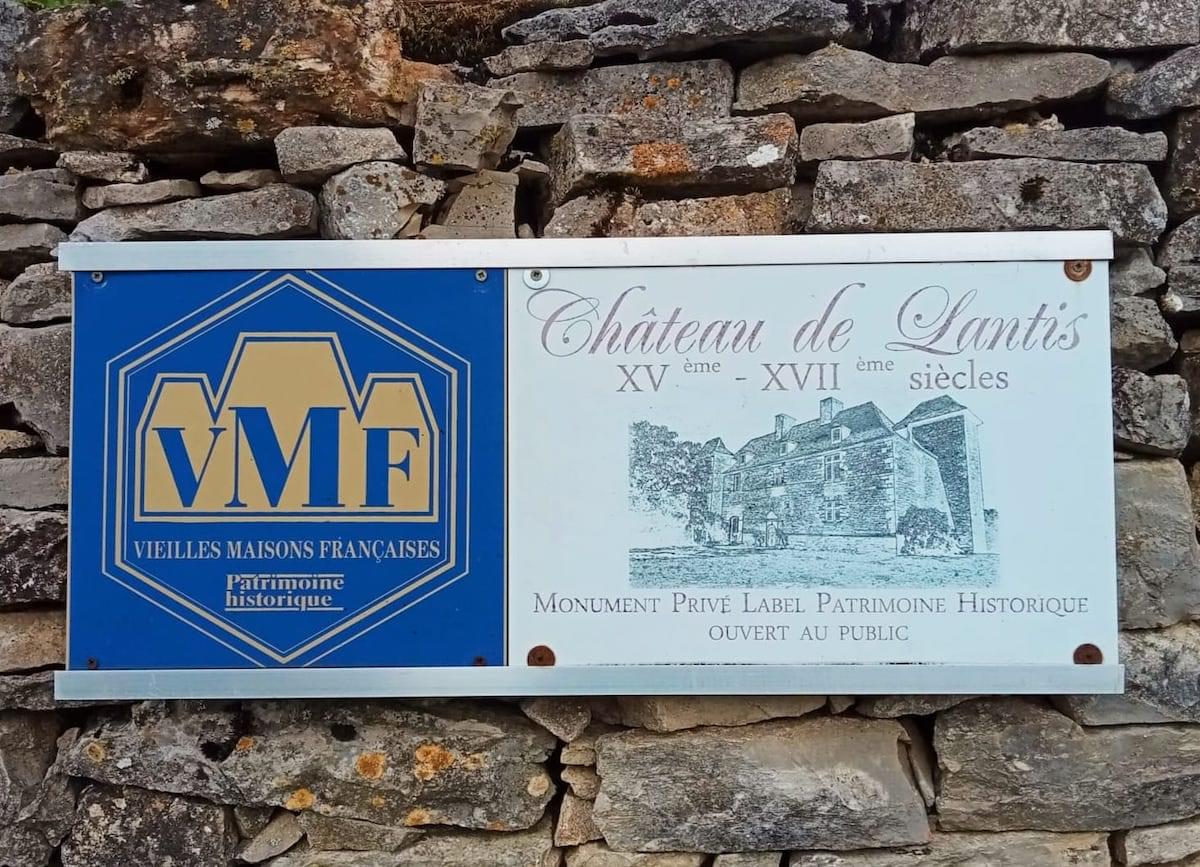 VMF
VIEILLES MAISONS FRANÇAISES
Patrimoine
historique
Château de Lantis
XV ème - XVII ème siècles
MONUMENT PRIVÉ LABEL PATRIMOINE HISTORIQUE
OUVERT AU PUBLIC